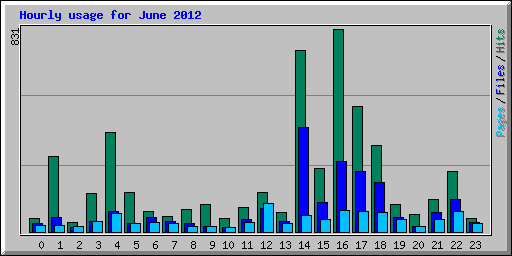 Hourly usage for June 2012
831
Pages / Files / Hits
0 1 2 3 4 5 6 7 8 9 10 11 12 13 14 15 16 17 18 19 20 21 22 23